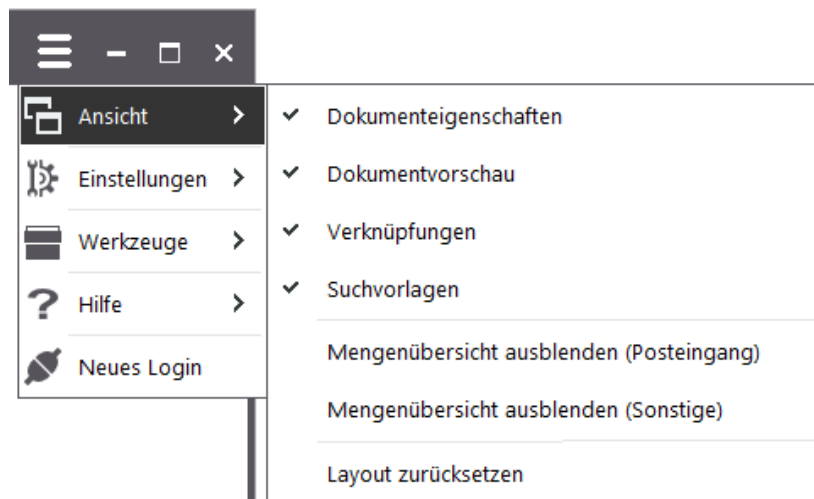 Ansicht
Einstellungen
Werkzeuge
Hilfe
Neues Login
Dokumenteigenschaften
Dokumentvorschau
Verknüpfungen
Suchvorlagen
Mengenübersicht ausblenden (Posteingang)
Mengenübersicht ausblenden (Sonstige)
Layout zurücksetzen